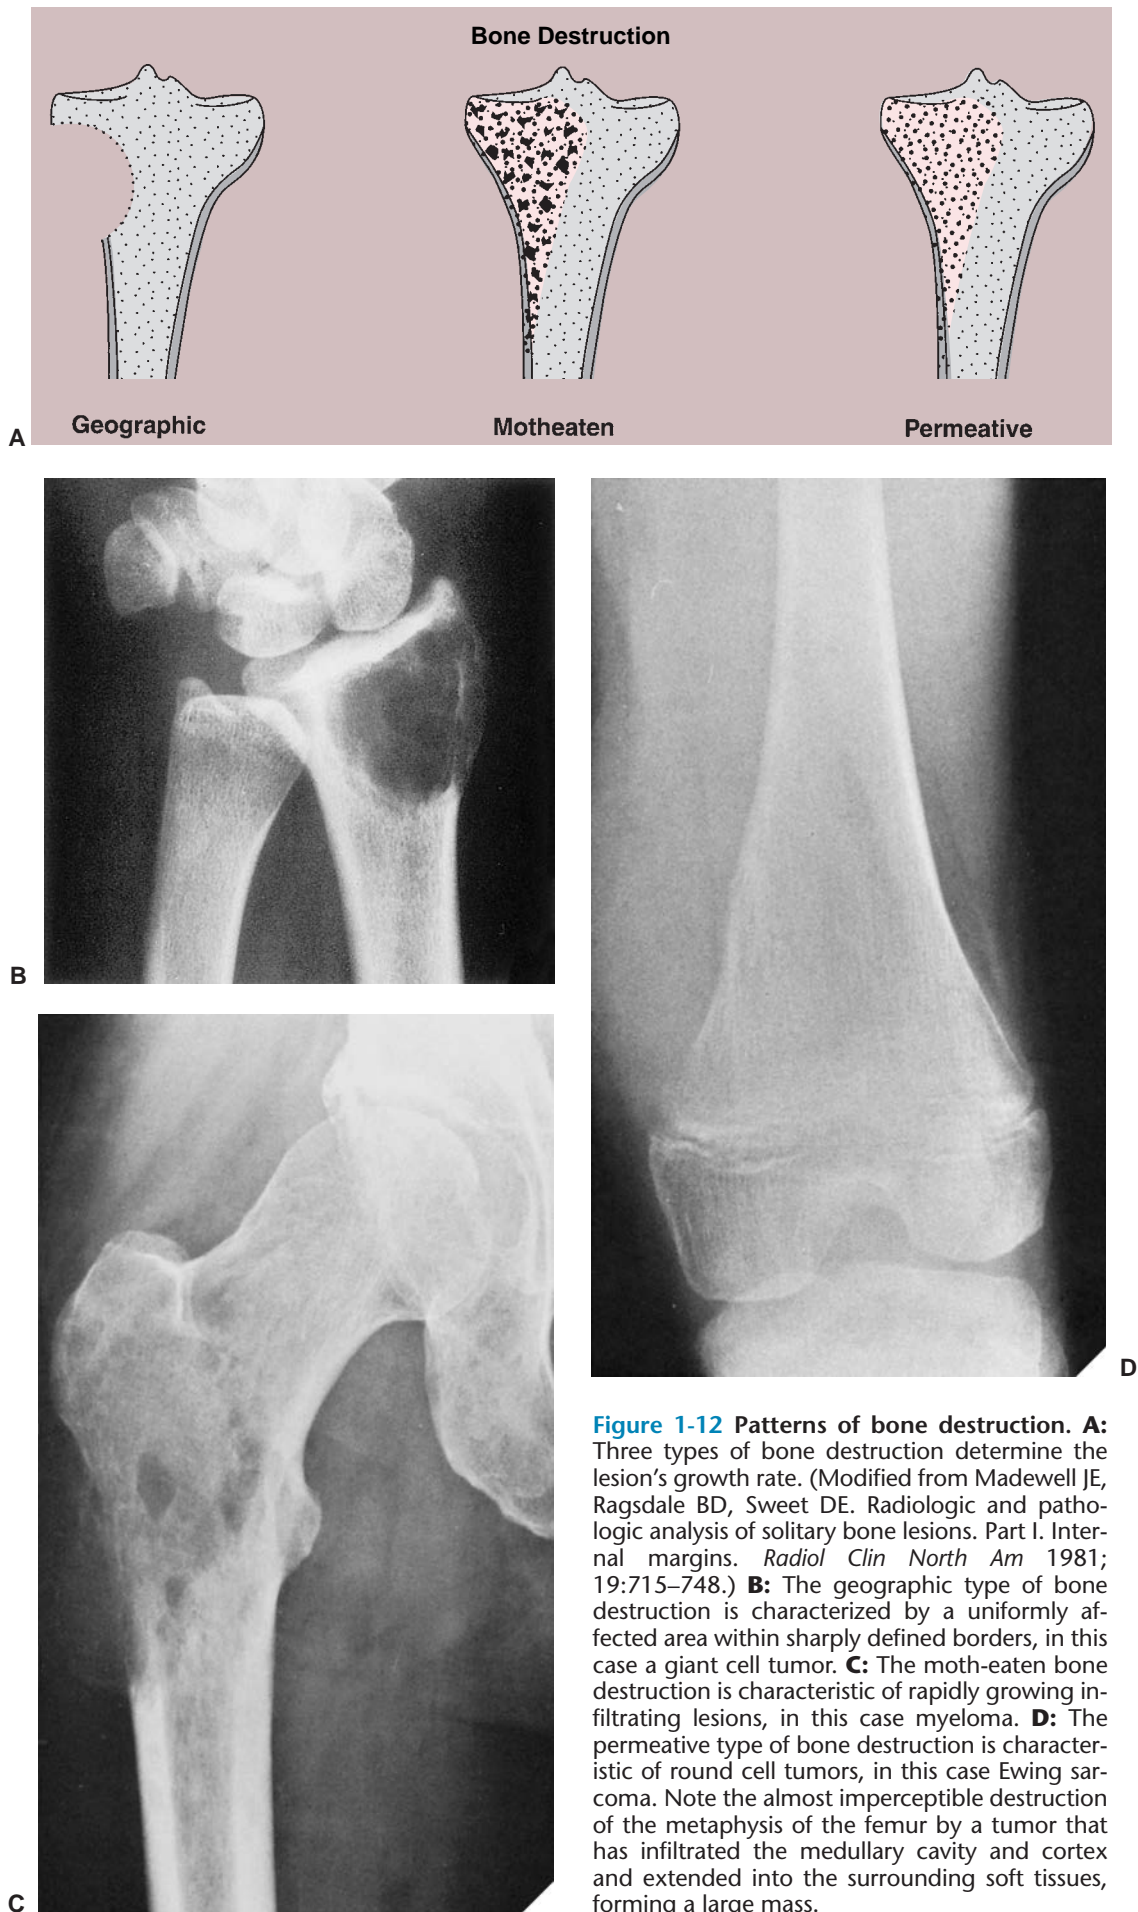 Bone Destruction
Geographic
Motheaten
Permeative
A
B
C
D
Figure 1-12 Patterns of bone destruction. A:
Three types of bone destruction determine the
lesion’s growth rate. (Modified from Madewell JE,
Ragsdale BD, Sweet DE. Radiologic and patho-
logic analysis of solitary bone lesions. Part I. Inter-
nal margins. Radiol Clin North Am 1981;
19:715–748.) B: The geographic type of bone
destruction is characterized by a uniformly af-
fected area within sharply defined borders, in this
case a giant cell tumor. C: The moth-eaten bone
destruction is characteristic of rapidly growing in-
filtrating lesions, in this case myeloma. D: The
permeative type of bone destruction is character-
istic of round cell tumors, in this case Ewing sar-
coma. Note the almost imperceptible destruction
of the metaphysis of the femur by a tumor that
has infiltrated the medullary cavity and cortex
and extended into the surrounding soft tissues,
forming a large mass.